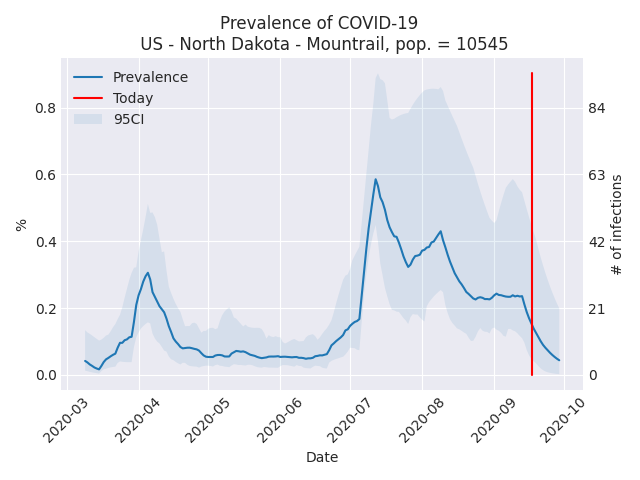 Prevalence of COVID-19
US - North Dakota - Mountrail, pop. = 10545
Prevalence
Today
95CI
%
0.8
0.6
0.4
0.2
0.0
84
63
42
21
0
# of infections
2020-03
2020-04
2020-05
2020-06
2020-07
2020-08
2020-09
2020-10
Date